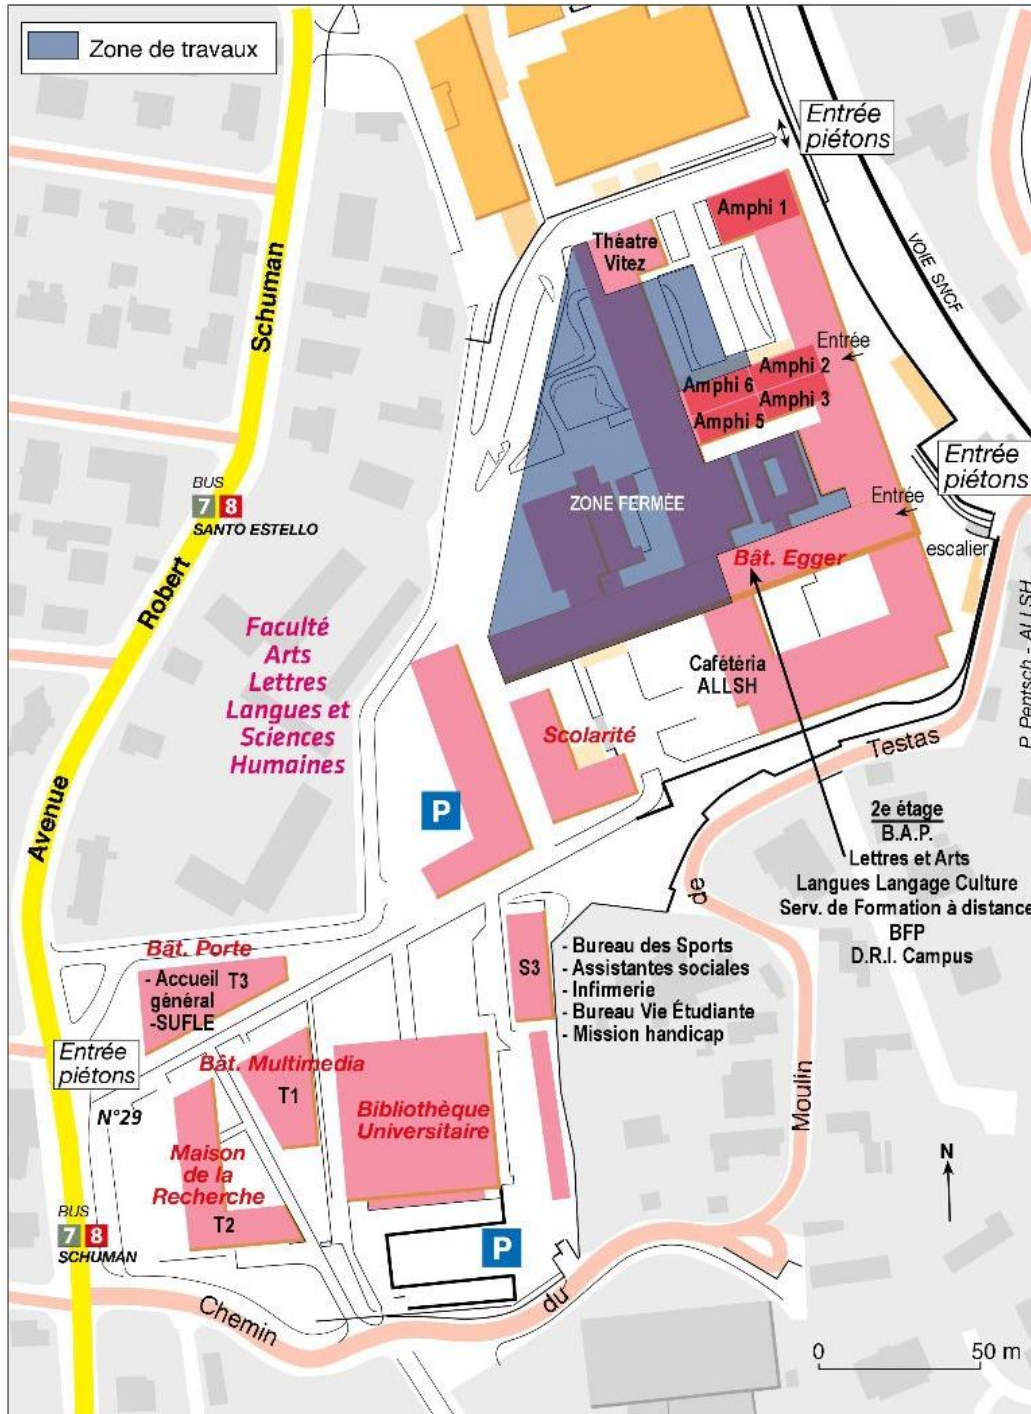 Zone de travaux
Entrée
piétons
Amphi 1
Théatre
Vitez
VOIE SNCF
Schuman
Entrée
Amphi 2
Amphi 6
Amphi 3
Amphi 5
Entrée
piétons
BUS
7 8
SANTO ESTELLO
ZONE FERMÉE
Entrée
escalier
Bât. Egger
Robert
Faculté
Arts
Lettres
Langues et
Sciences
Humaines
Cafétéria
ALLSH
P. Pentsch - ALLSH
Scolarité
Testas
Avenue
P
2e étage
B.A.P.
Lettres et Arts
Langues Langage Culture
Serv. de Formation à distance
BFP
D.R.I. Campus
de
Bât. Porte
- Accueil
général
-SUFLE
T3
S3
- Bureau des Sports
- Assistantes sociales
- Infirmerie
- Bureau Vie Étudiante
- Mission handicap
Entrée
piétons
Bât. Multimedia
T1
N°29
Bibliothèque
Universitaire
Moulin
Maison
de la
Recherche
T2
N
BUS
7 8
SCHUMAN
P
Chemin
du
0 50 m